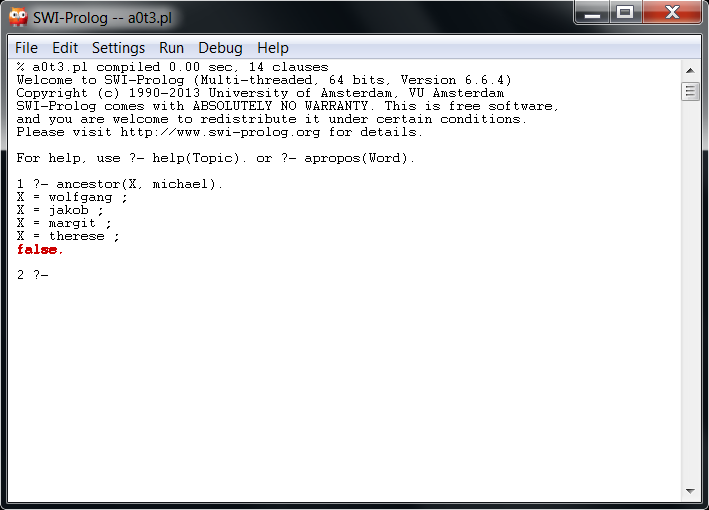 SWI-Prolog -- a0t3.pl
File Edit Settings Run Debug Help
% a0t3.pl compiled 0.00 sec, 14 clauses
Welcome to SWI-Prolog (Multi-threaded, 64 bits, Version 6.6.4)
Copyright (c) 1990-2013 University of Amsterdam, VU Amsterdam
SWI-Prolog comes with ABSOLUTELY NO WARRANTY. This is free software,
and you are welcome to redistribute it under certain conditions.
Please visit http://www.swi-prolog.org for details.
For help, use ?- help(Topic). or ?- apropos(Word).
1 ?- ancestor(X, michael).
X = wolfgang ;
X = jakob ;
X = margit ;
X = therese ;
false.
2 ?-